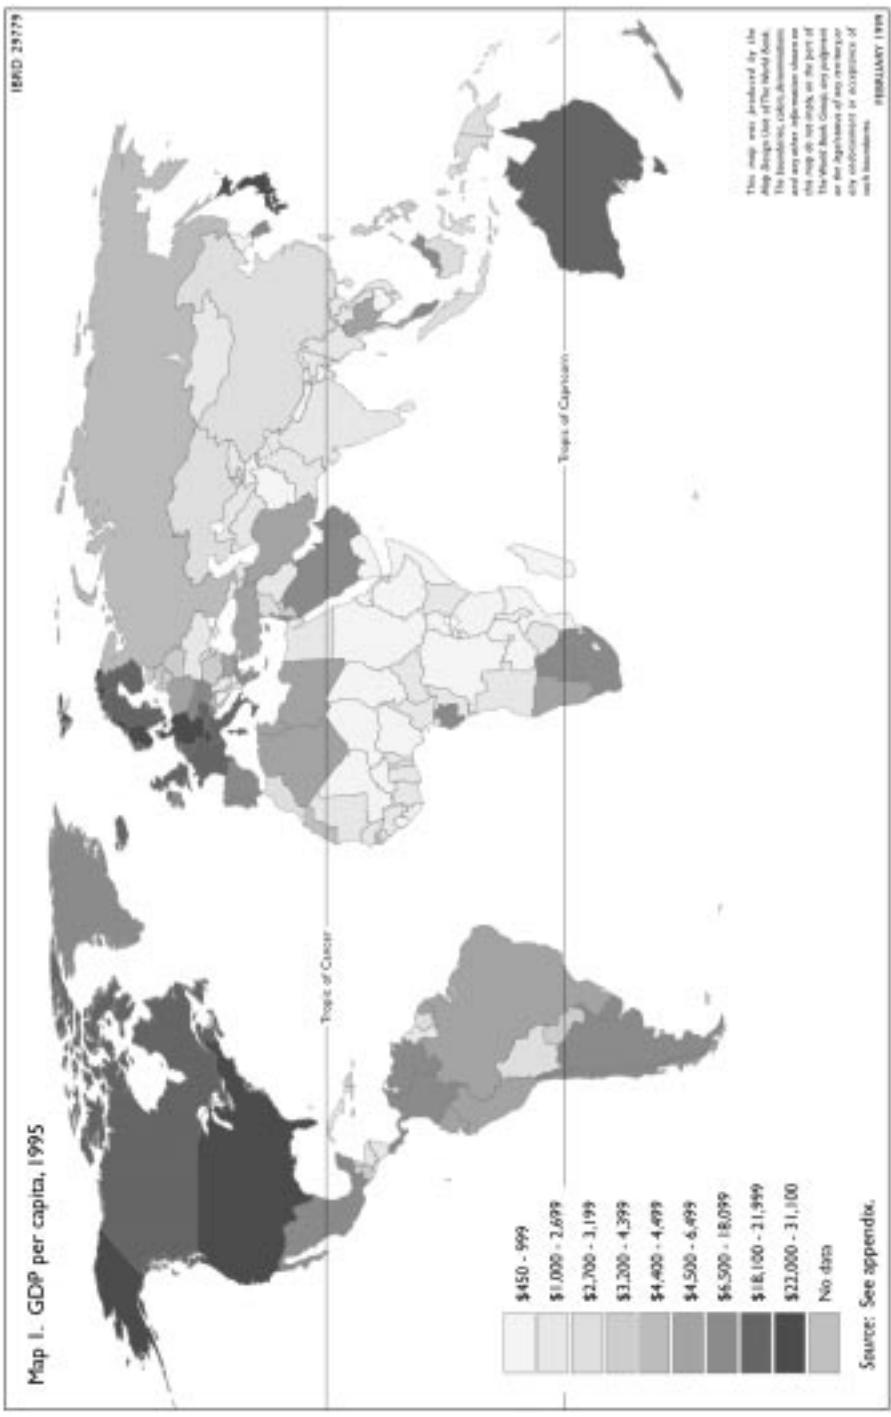 Map 1. GDP per capita, 1995
IBRD 29779
Tropic of Cancer
Tropic of Capricorn
$450 - 999
$1,000 - 2,699
$2,700 - 3,199
$3,200 - 4,399
$4,400 - 4,499
$4,500 - 6,499
$6,500 - 18,099
$18,100 - 21,999
$22,000 - 31,100
No data
Source: See appendix.
This map was produced by the
Map Design Unit of The World Bank.
The boundaries, colors, denominations
and any other information shown on
this map do not imply, on the part of
The World Bank Group, any judgment
on the legal status of any territory, or
any endorsement or acceptance of
such boundaries.
FEBRUARY 1999